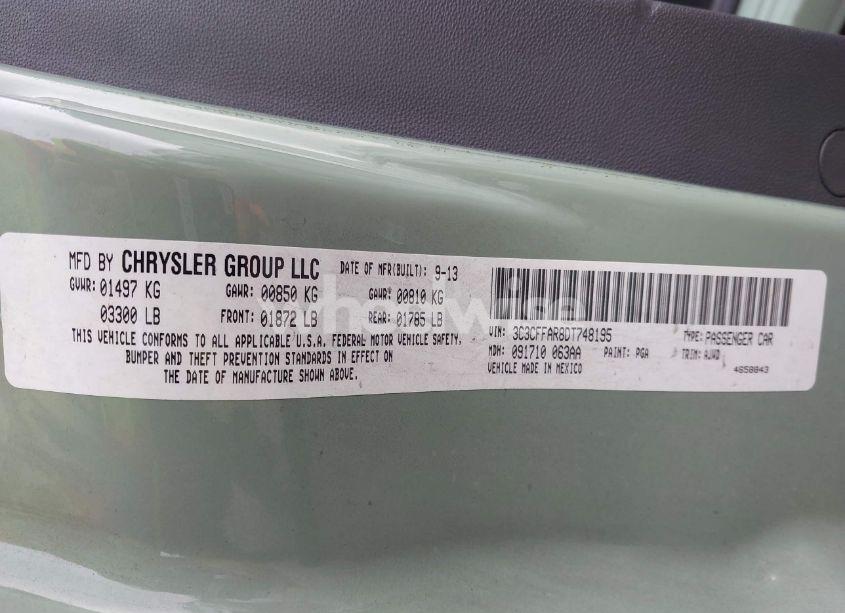 MFD BY CHRYSLER GROUP LLC DATE OF MFR(BUILT): 9-13
GVWR: 01497 KG GAWR: 00850 KG GAWR: 00810 KG
03300 LB FRONT: 01872 LB REAR: 01785 LB
THIS VEHICLE CONFORMS TO ALL APPLICABLE U.S.A. FEDERAL MOTOR VEHICLE SAFETY,
BUMPER AND THEFT PREVENTION STANDARDS IN EFFECT ON
THE DATE OF MANUFACTURE SHOWN ABOVE.
VIN: 3C3CFFAR8DT748195 TYPE: PASSENGER CAR
MDH: 091710 063AA PAINT: PGA TRIM: AJWD
VEHICLE MADE IN MEXICO 4658843
wheelwise